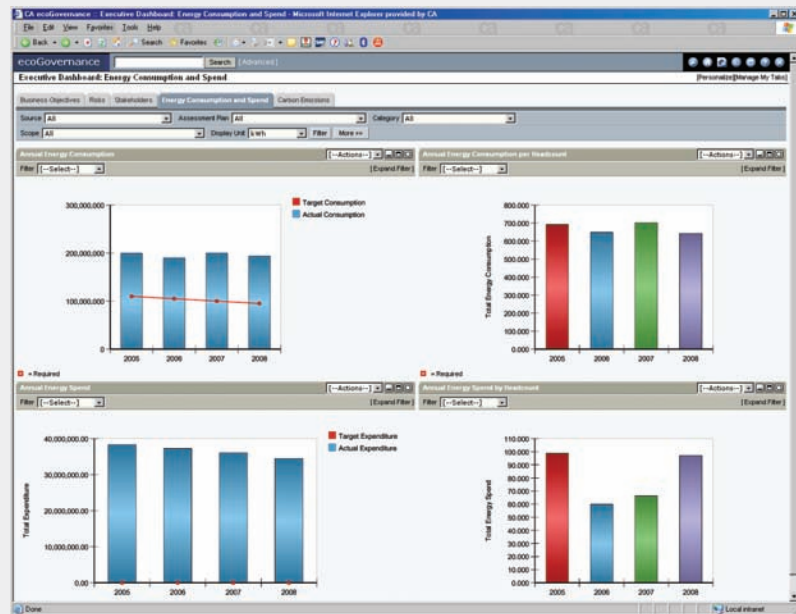 CA ecoGovernance :: Executive Dashboard: Energy Consumption and Spend - Microsoft Internet Explorer provided by CA
File Edit View Favorites Tools Help
Back Search Favorites
ecoGovernance Search [Advanced]
Executive Dashboard: Energy Consumption and Spend [Personalize][Manage My Tabs]
Business Objectives Risks Stakeholders Energy Consumption and Spend Carbon Emissions
Source All Assessment Plan All Category All
Scope All Display Unit kWh Filter More >>
Annual Energy Consumption [--Actions--]
Filter [--Select--] [Expand Filter]
300,000,000
200,000,000
100,000,000
0
2005 2006 2007 2008
Target Consumption
Actual Consumption
= Required
Annual Energy Consumption per Headcount [--Actions--]
Filter [--Select--] [Expand Filter]
Total Energy Consumption
800.000
700.000
600.000
500.000
400.000
300.000
200.000
100.000
0.000
2005 2006 2007 2008
= Required
Annual Energy Spend [--Actions--]
Filter [--Select--] [Expand Filter]
Total Expenditure
40,000,000.00
30,000,000.00
20,000,000.00
10,000,000.00
0.00
2005 2006 2007 2008
Target Expenditure
Actual Expenditure
Annual Energy Spend by Headcount [--Actions--]
Filter [--Select--] [Expand Filter]
Total Energy Spend
110.000
100.000
90.000
80.000
70.000
60.000
50.000
40.000
30.000
20.000
10.000
0.000
2005 2006 2007 2008
Done Local intranet